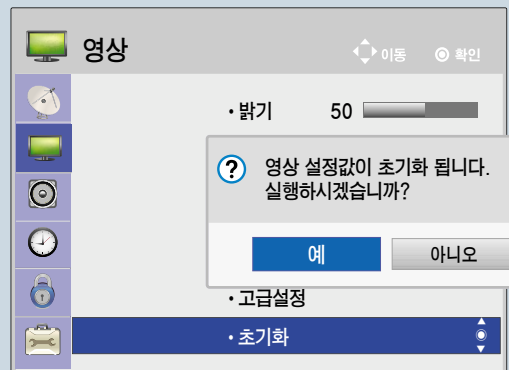 영상
이동
확인
• 밝기 50
영상 설정값이 초기화 됩니다.
실행하시겠습니까?
예
아니오
• 고급설정
• 초기화